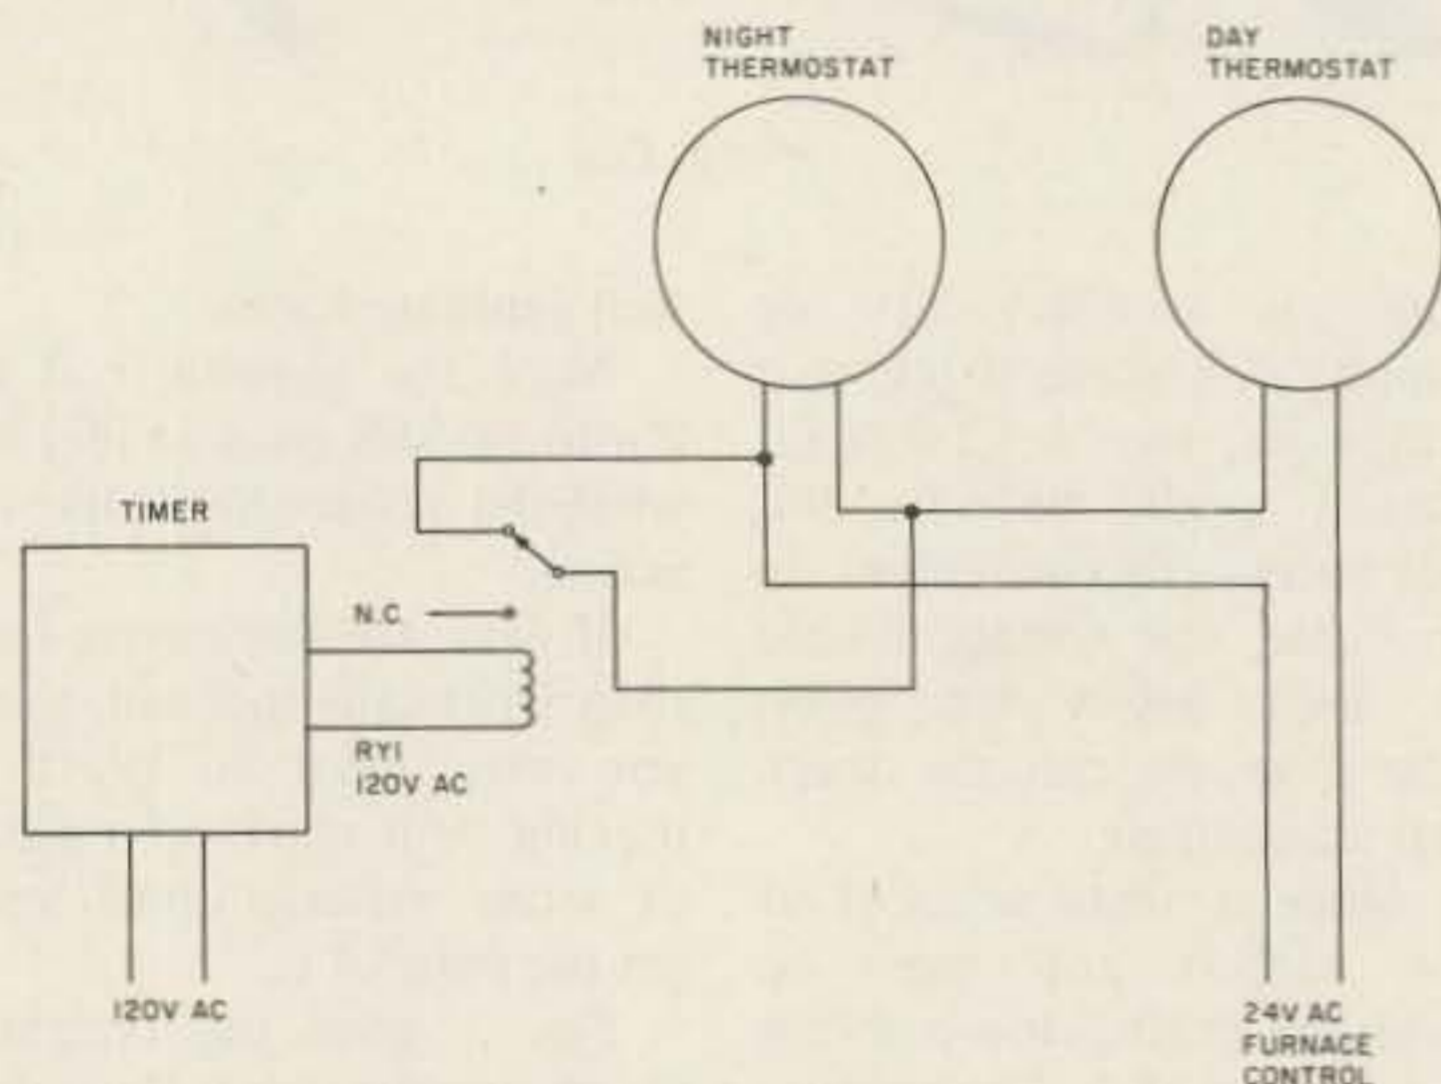 NIGHT
THERMOSTAT
DAY
THERMOSTAT
TIMER
N.C.
RY1
120V AC
120V AC
24V AC
FURNACE
CONTROL